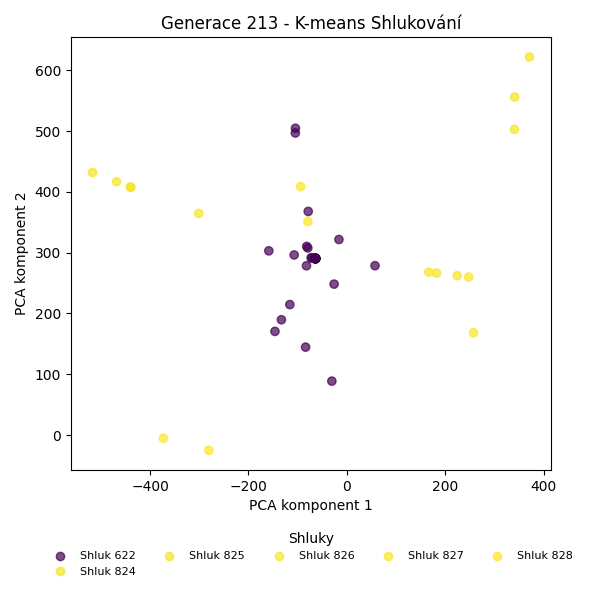 Generace 213 - K-means Shlukování
PCA komponent 2
600
500
400
300
200
100
0
−400
−200
0
200
400
PCA komponent 1
Shluky
Shluk 622
Shluk 825
Shluk 826
Shluk 827
Shluk 828
Shluk 824